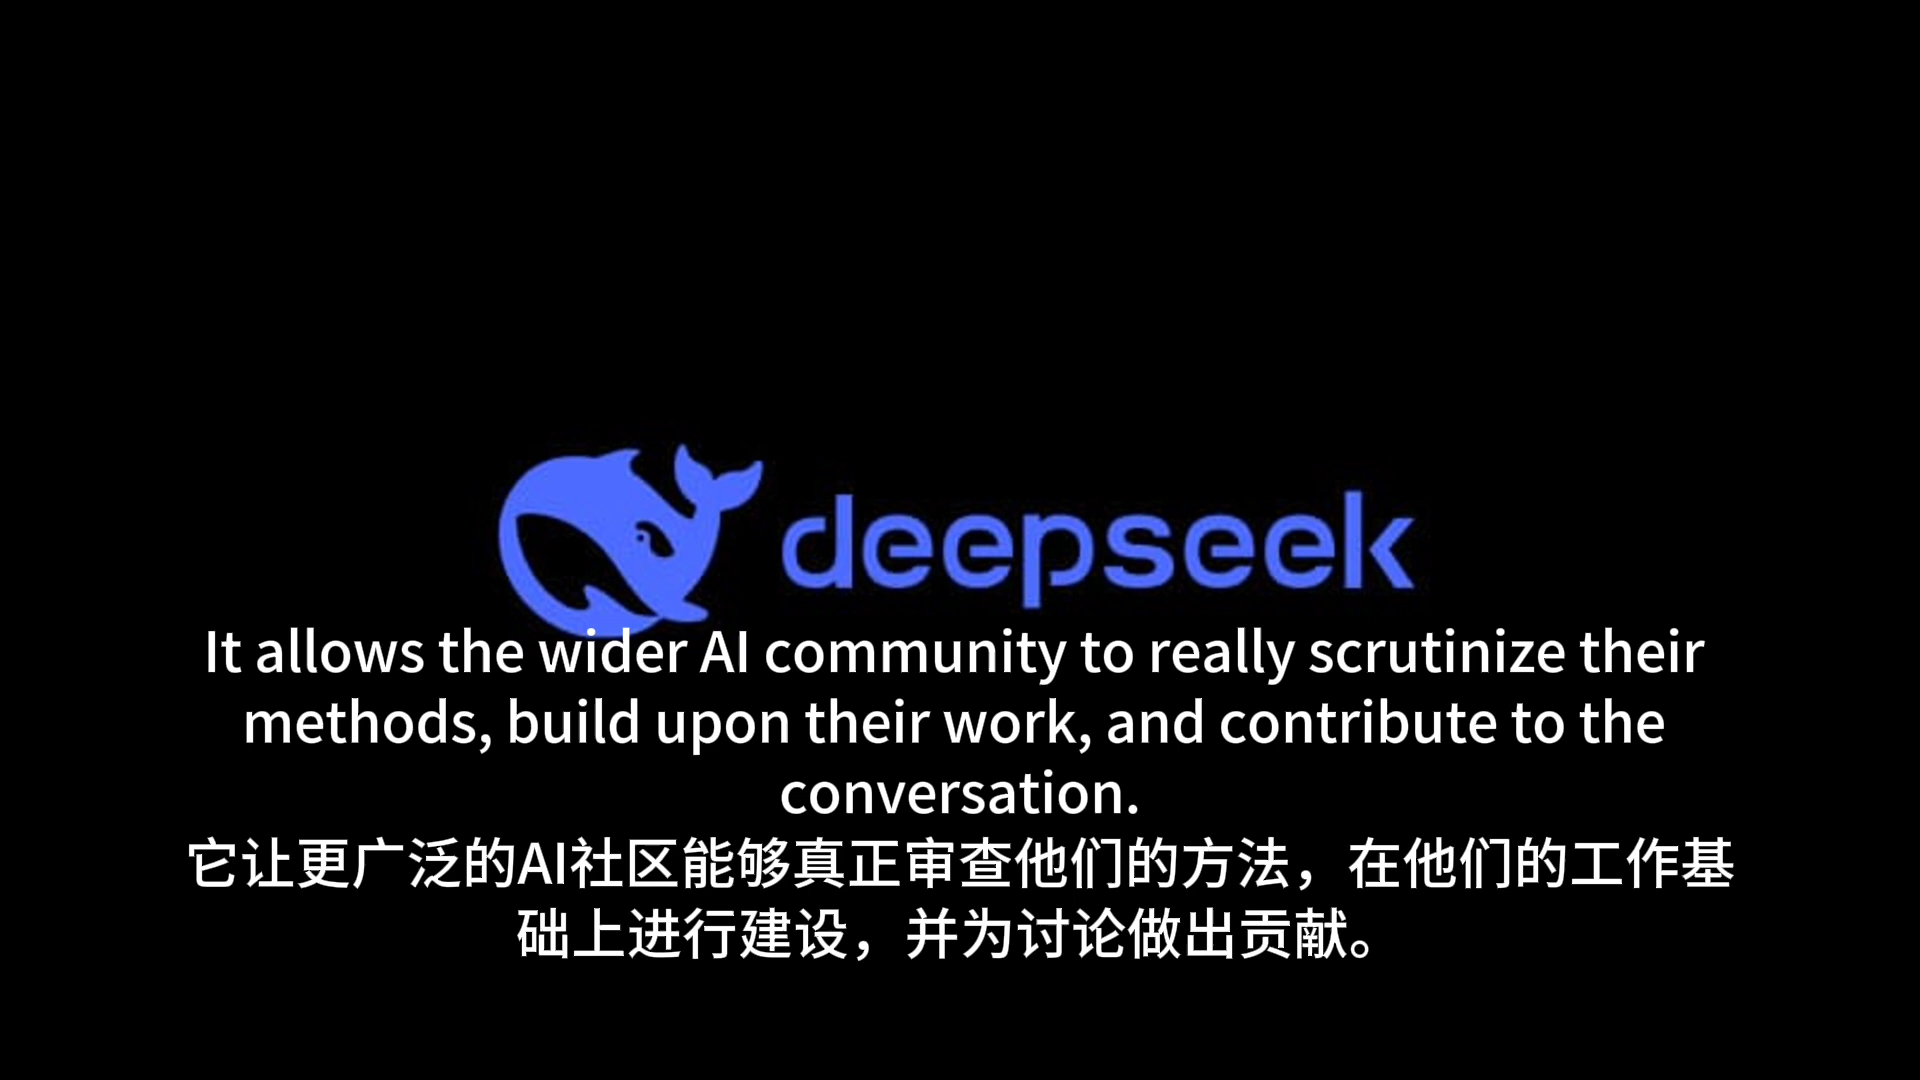 deepseek
It allows the wider AI community to really scrutinize their
methods, build upon their work, and contribute to the
conversation.
它让更广泛的AI社区能够真正审查他们的方法，在他们的工作基
础上进行建设，并为讨论做出贡献。